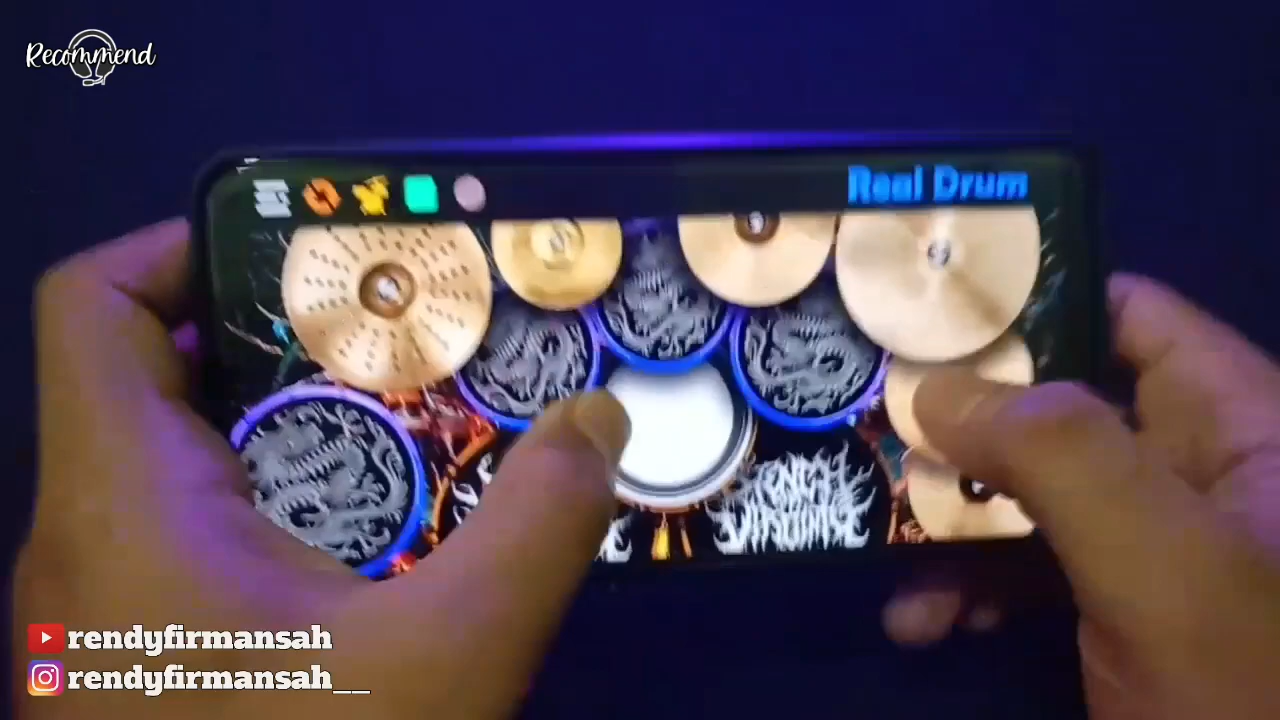 Recommend
Real Drum
rendyfirmansah
rendyfirmansah__